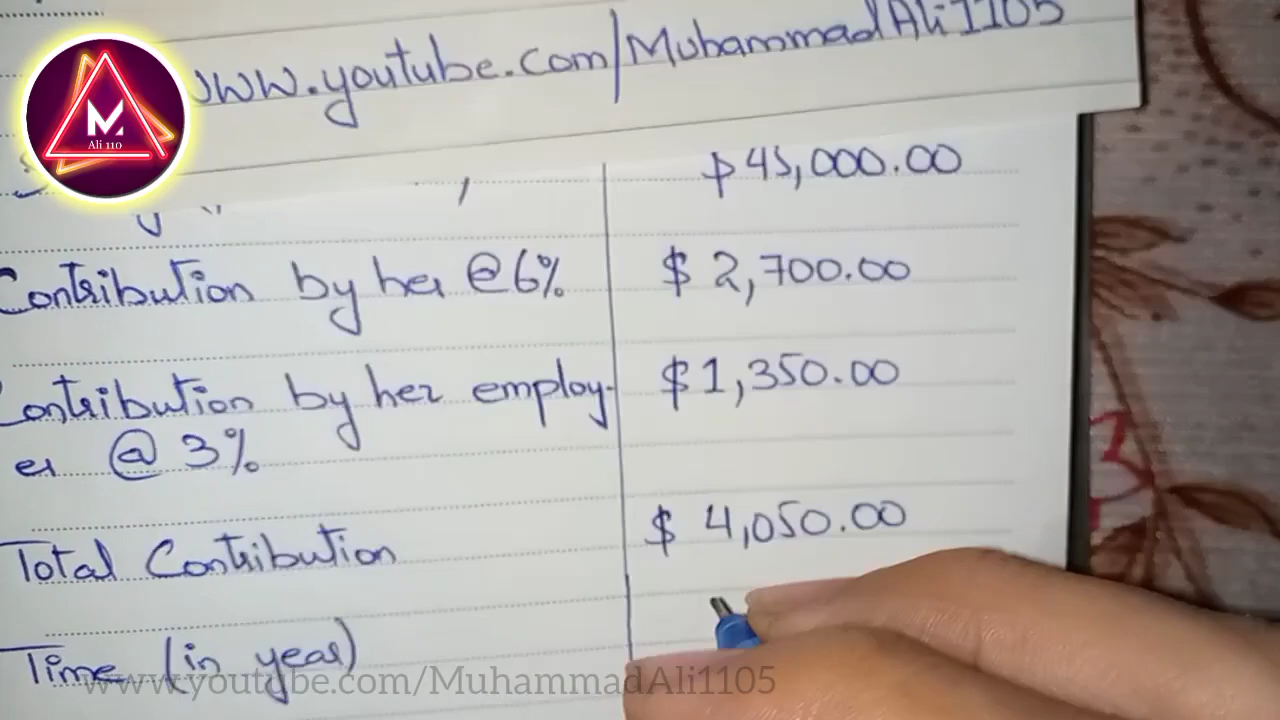 www.youtube.com/MuhammadAli1105
M
Ali 110
$45,000.00
Contribution by her @6% $ 2,700.00
Contribution by her employ- $1,350.00
er @ 3%
Total Contribution $ 4,050.00
Time (in year)
www.youtube.com/MuhammadAli1105